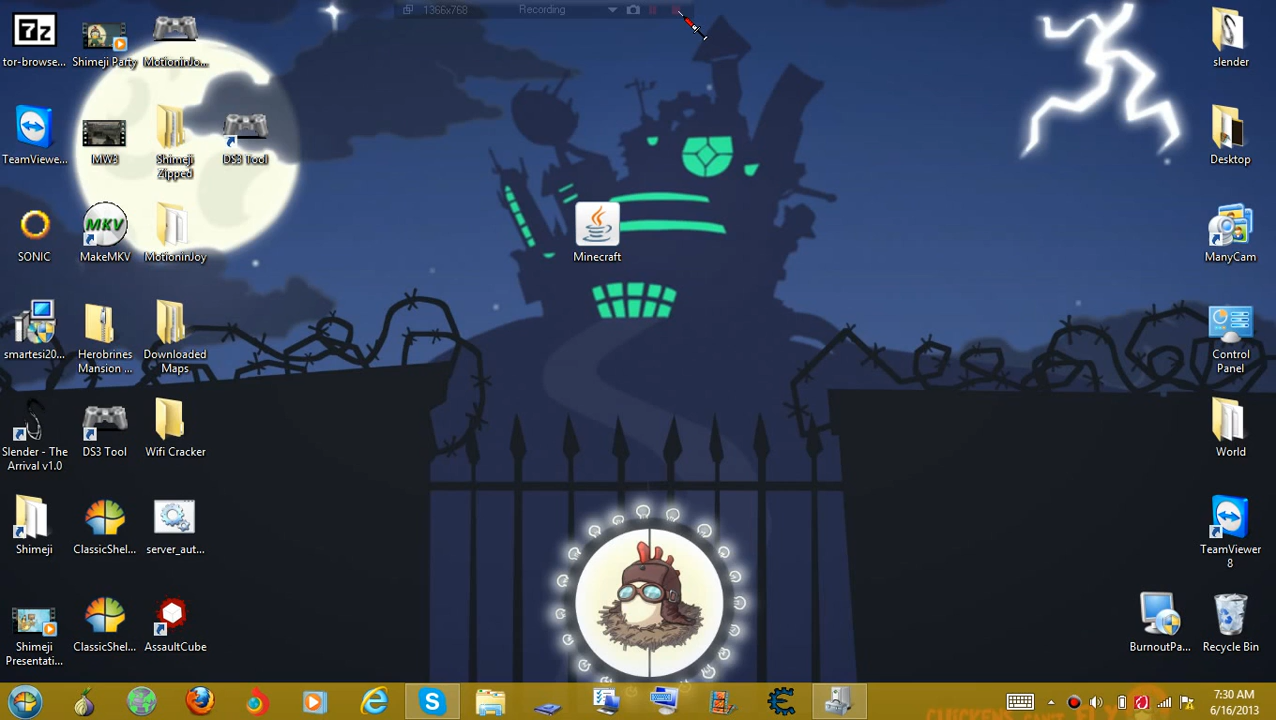 1366x768 Recording
7z
tor-browse...
Shimeji Party
MotioninJo...
slender
TeamViewe...
MW3
Shimeji
Zipped
DS3 Tool
Desktop
SONIC
MKV
MakeMKV
MotioninJoy
Minecraft
ManyCam
smartesi20...
Herobrines
Mansion ...
Downloaded
Maps
Control
Panel
Slender - The
Arrival v1.0
DS3 Tool
Wifi Cracker
World
Shimeji
ClassicShel...
server_aut...
TeamViewer
8
Shimeji
Presentati...
ClassicShel...
AssaultCube
BurnoutPa...
Recycle Bin
7:30 AM
6/16/2013